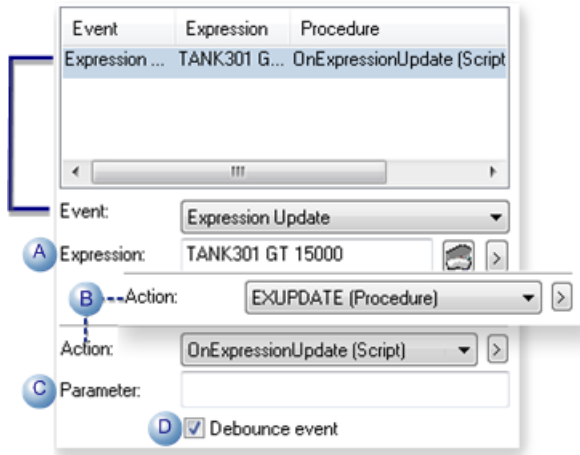 Event Expression Procedure
Expression ... TANK301 G... OnExpressionUpdate (Script
Event: Expression Update
A Expression: TANK301 GT 15000 >
B Action: EXUPDATE (Procedure) >
Action: OnExpressionUpdate (Script) >
C Parameter:
D Debounce event